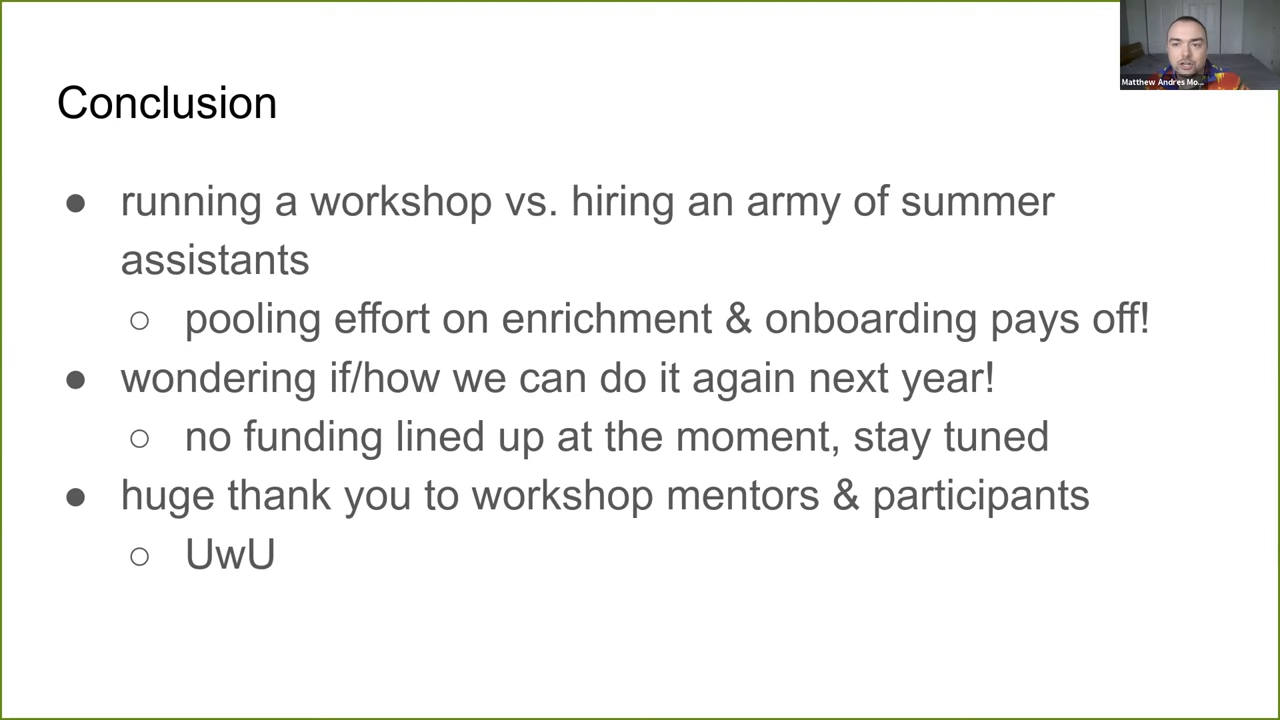 Matthew Andres Mo...
Conclusion
● running a workshop vs. hiring an army of summer
assistants
○ pooling effort on enrichment & onboarding pays off!
● wondering if/how we can do it again next year!
○ no funding lined up at the moment, stay tuned
● huge thank you to workshop mentors & participants
○ UwU